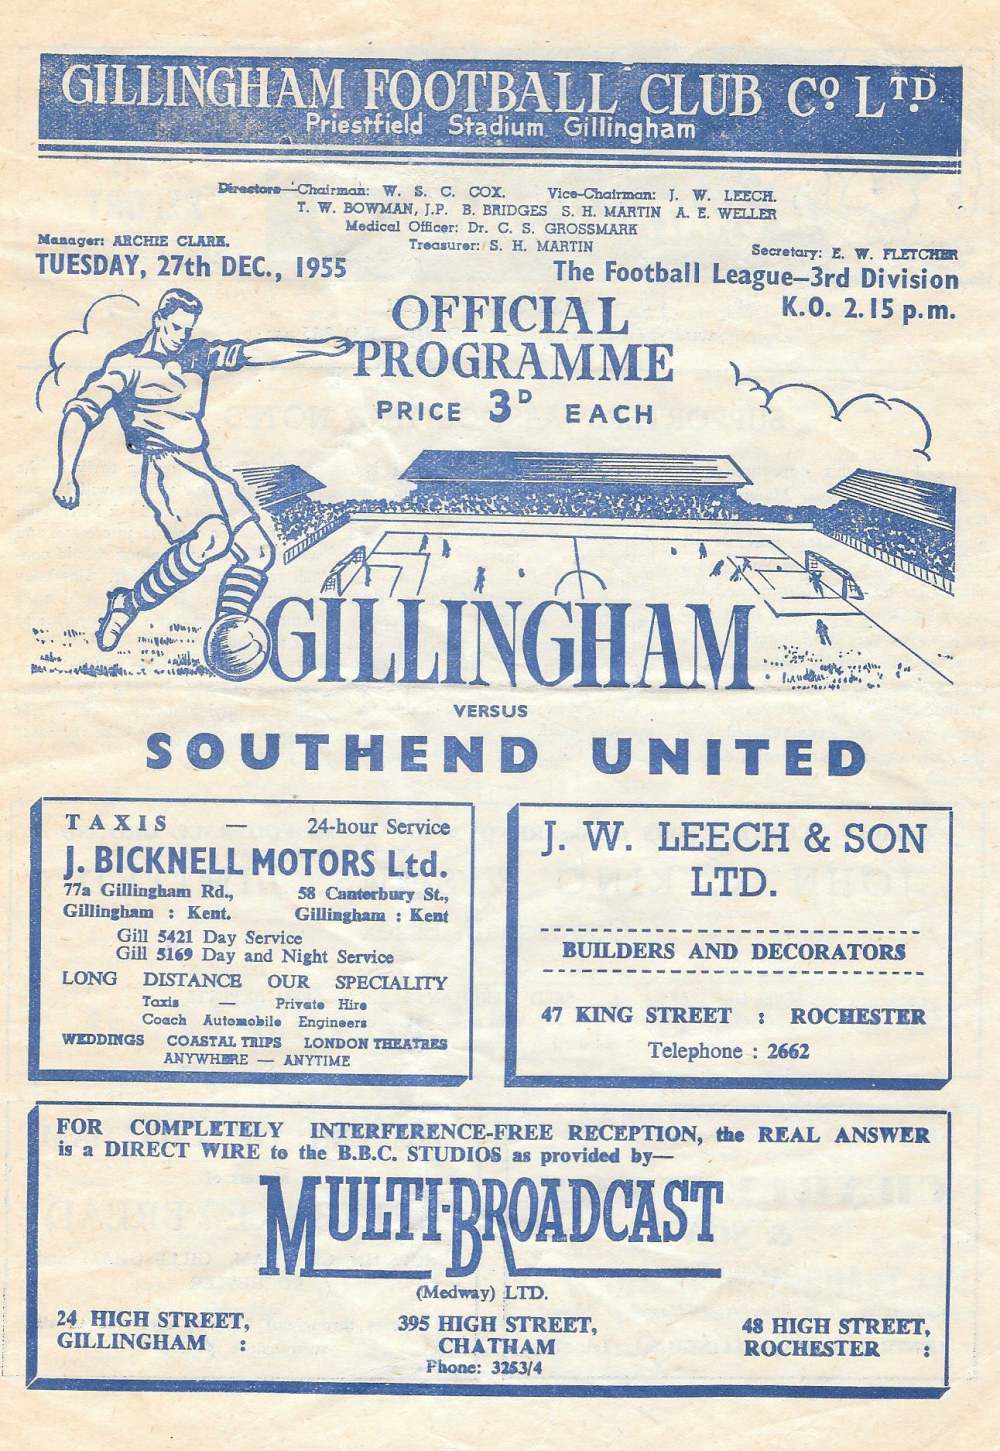 GILLINGHAM FOOTBALL CLUB Cº LTD.
Priestfield Stadium Gillingham
Directors—Chairman: W. S. C. COX. Vice-Chairman: J. W. LEECH.
T. W. BOWMAN, J.P. B. BRIDGES S. H. MARTIN A. E. WELLER
Medical Officer: Dr. C. S. GROSSMARK
Manager: ARCHIE CLARK. Treasurer: S. H. MARTIN Secretary: E. W. FLETCHER
TUESDAY, 27th DEC., 1955 The Football League—3rd Division
K.O. 2.15 p.m.
OFFICIAL
PROGRAMME
PRICE 3D EACH
GILLINGHAM
VERSUS
SOUTHEND UNITED
TAXIS — 24-hour Service
J. BICKNELL MOTORS Ltd.
77a Gillingham Rd., 58 Canterbury St.,
Gillingham : Kent. Gillingham : Kent
Gill 5421 Day Service
Gill 5169 Day and Night Service
LONG DISTANCE OUR SPECIALITY
Taxis — Private Hire
Coach Automobile Engineers
WEDDINGS COASTAL TRIPS LONDON THEATRES
ANYWHERE — ANYTIME
J. W. LEECH & SON
LTD.
BUILDERS AND DECORATORS
47 KING STREET : ROCHESTER
Telephone : 2662
FOR COMPLETELY INTERFERENCE-FREE RECEPTION, the REAL ANSWER
is a DIRECT WIRE to the B.B.C. STUDIOS as provided by—
MULTI-BROADCAST
(Medway) LTD.
24 HIGH STREET, 395 HIGH STREET, 48 HIGH STREET,
GILLINGHAM : CHATHAM ROCHESTER :
Phone: 3253/4